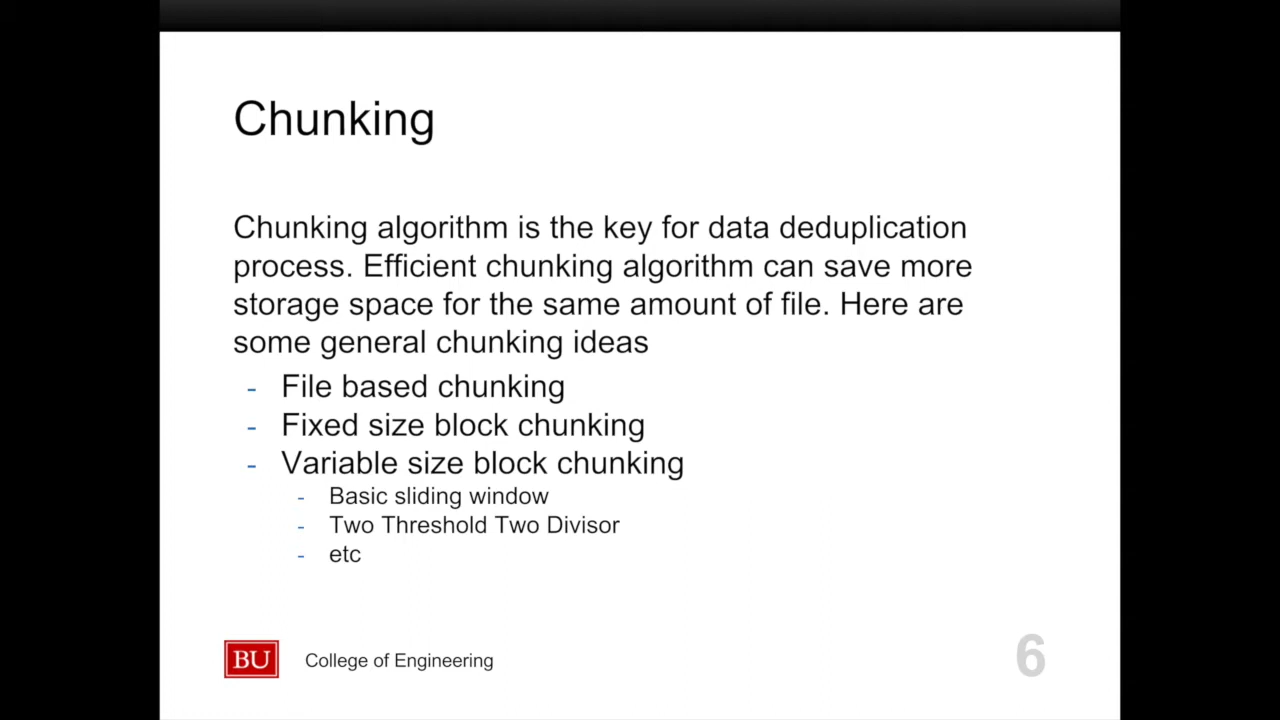 Chunking
Chunking algorithm is the key for data deduplication
process. Efficient chunking algorithm can save more
storage space for the same amount of file. Here are
some general chunking ideas
- File based chunking
- Fixed size block chunking
- Variable size block chunking
- Basic sliding window
- Two Threshold Two Divisor
- etc
BU College of Engineering 6